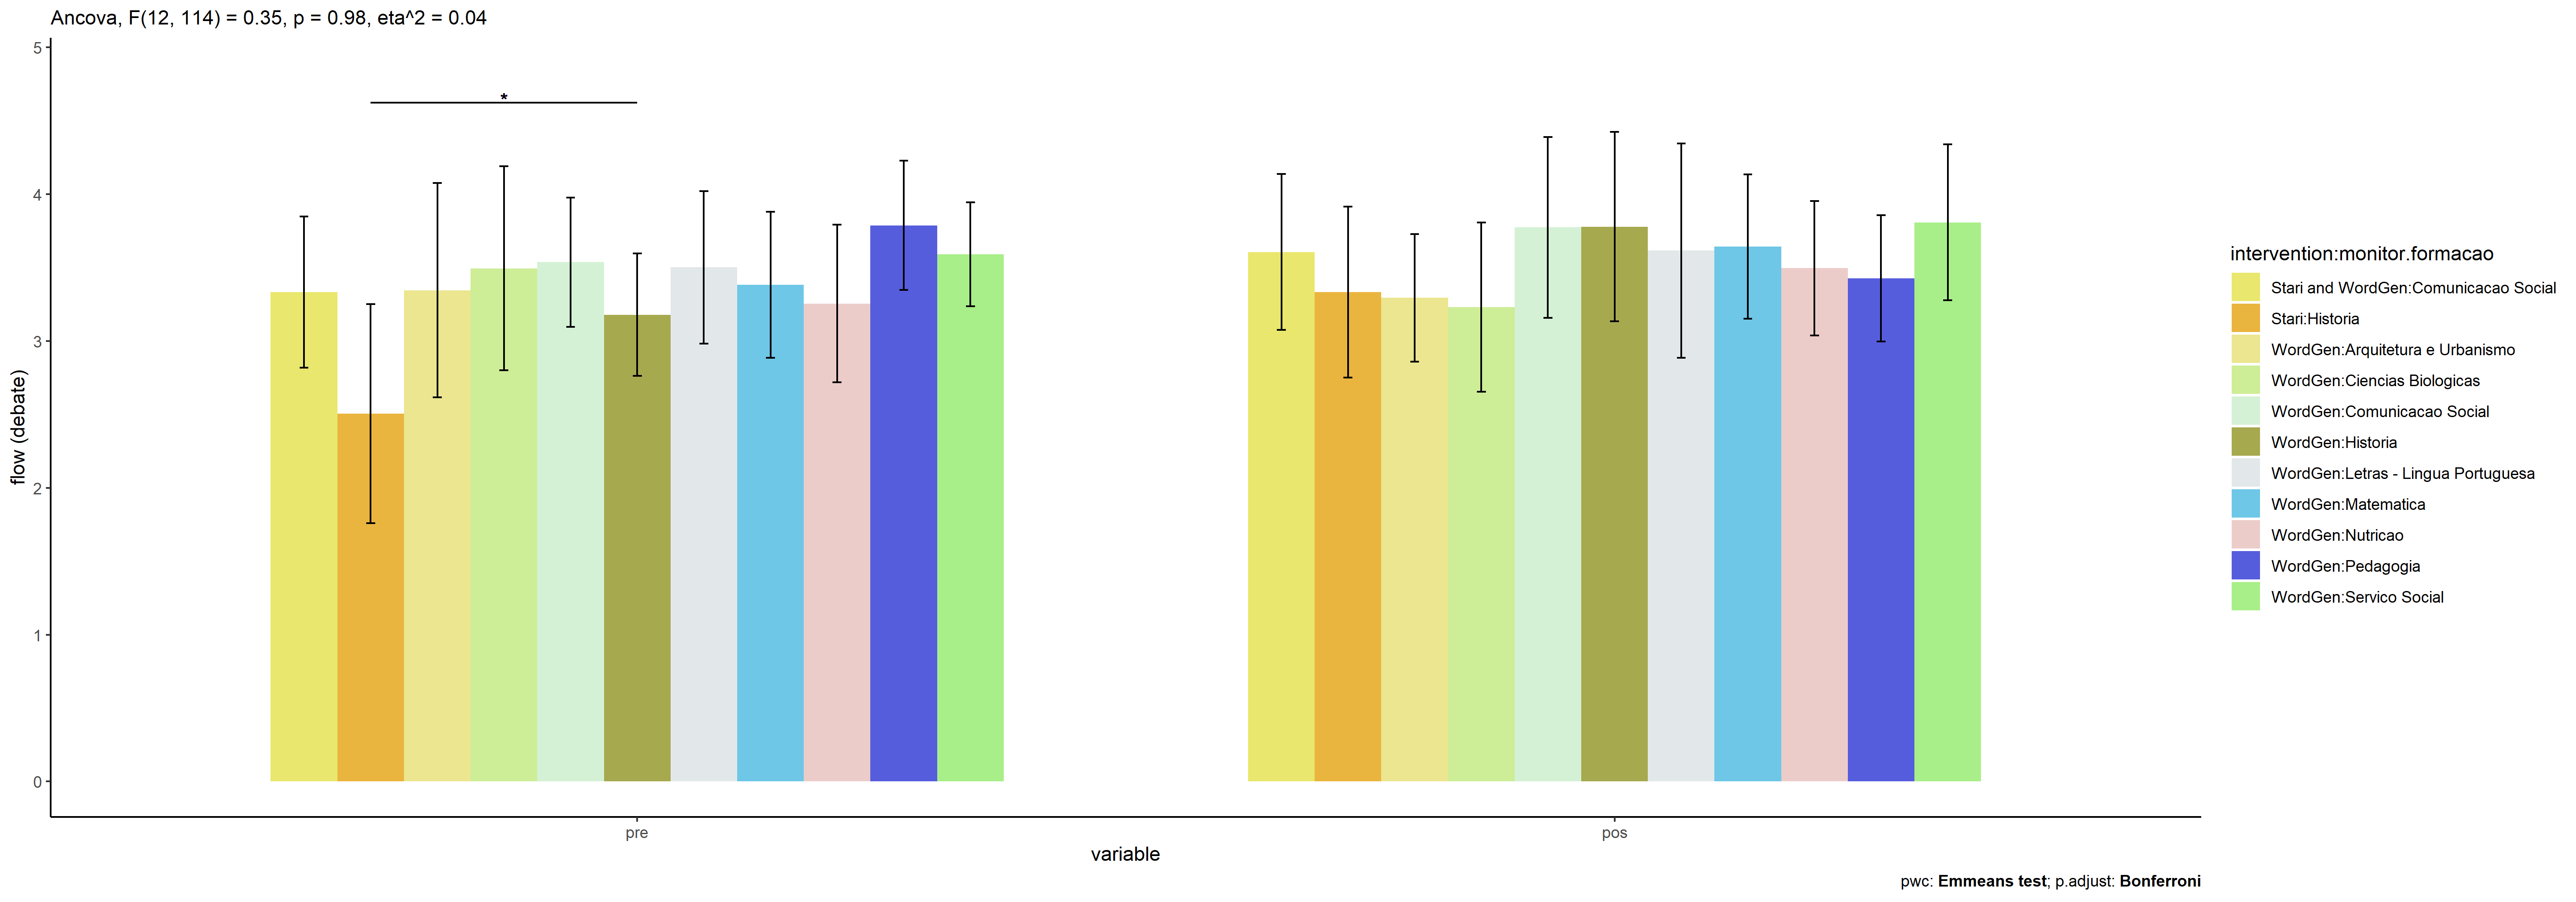 Ancova, F(12, 114) = 0.35, p = 0.98, eta^2 = 0.04
5
4
3
2
1
0
flow (debate)
*
pre
pos
variable
pwc: Emmeans test; p.adjust: Bonferroni
intervention:monitor.formacao
Stari and WordGen:Comunicacao Social
Stari:Historia
WordGen:Arquitetura e Urbanismo
WordGen:Ciencias Biologicas
WordGen:Comunicacao Social
WordGen:Historia
WordGen:Letras - Lingua Portuguesa
WordGen:Matematica
WordGen:Nutricao
WordGen:Pedagogia
WordGen:Servico Social